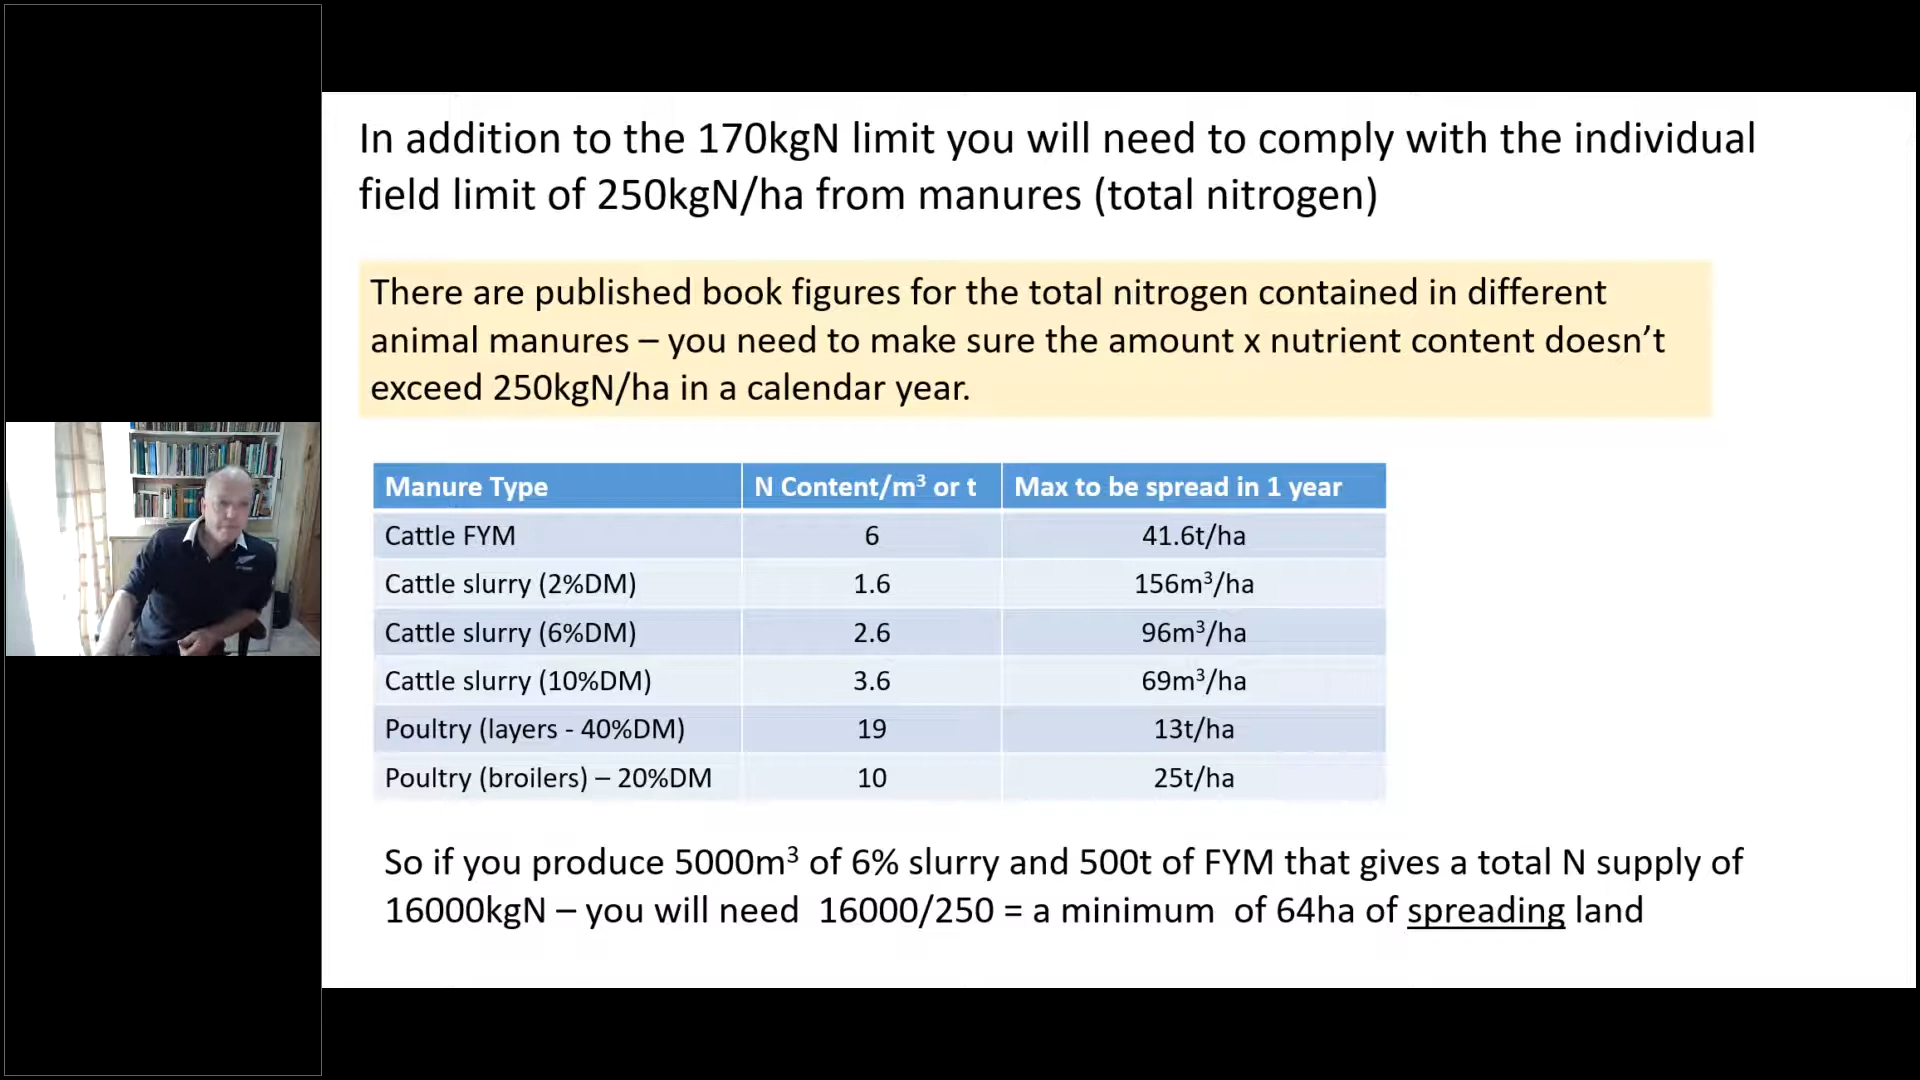 In addition to the 170kgN limit you will need to comply with the individual
field limit of 250kgN/ha from manures (total nitrogen)
There are published book figures for the total nitrogen contained in different
animal manures – you need to make sure the amount x nutrient content doesn’t
exceed 250kgN/ha in a calendar year.
Manure Type N Content/m³ or t Max to be spread in 1 year
Cattle FYM 6 41.6t/ha
Cattle slurry (2%DM) 1.6 156m³/ha
Cattle slurry (6%DM) 2.6 96m³/ha
Cattle slurry (10%DM) 3.6 69m³/ha
Poultry (layers - 40%DM) 19 13t/ha
Poultry (broilers) – 20%DM 10 25t/ha
So if you produce 5000m³ of 6% slurry and 500t of FYM that gives a total N supply of
16000kgN – you will need 16000/250 = a minimum of 64ha of spreading land